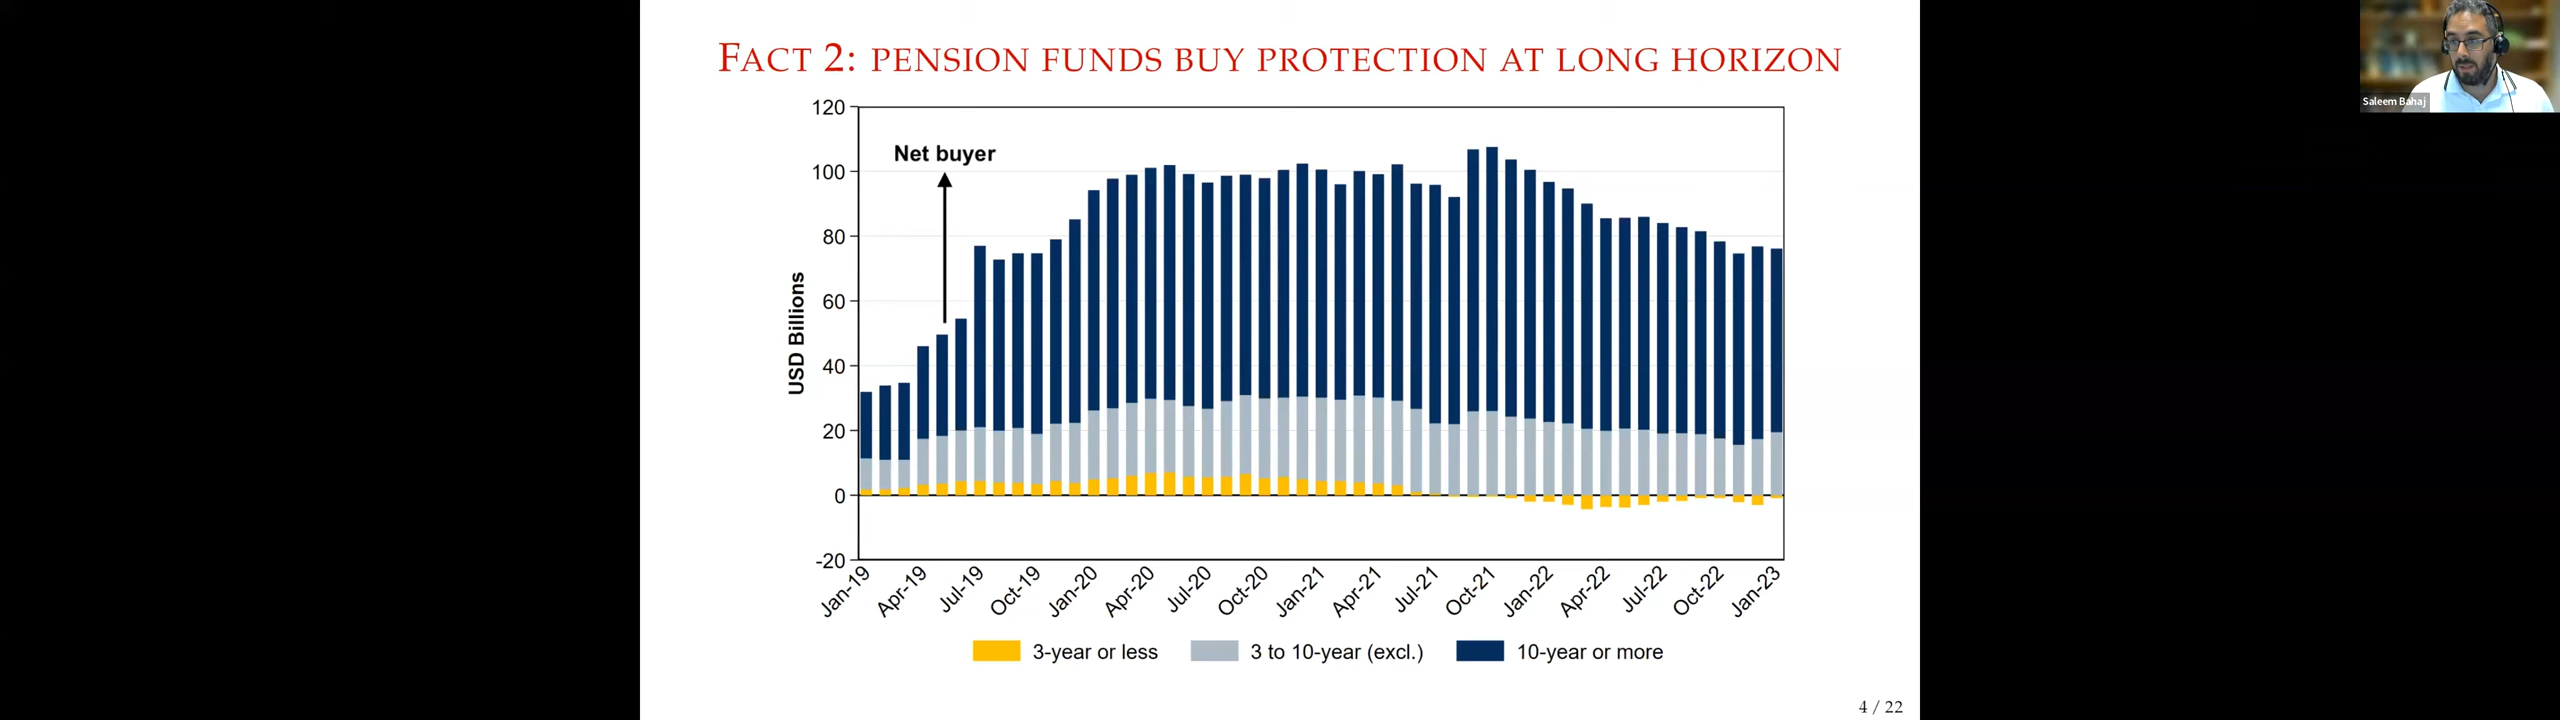 FACT 2: PENSION FUNDS BUY PROTECTION AT LONG HORIZON
Saleem Bahaj
Net buyer
USD Billions
120
100
80
60
40
20
0
-20
Jan-19
Apr-19
Jul-19
Oct-19
Jan-20
Apr-20
Jul-20
Oct-20
Jan-21
Apr-21
Jul-21
Oct-21
Jan-22
Apr-22
Jul-22
Oct-22
Jan-23
3-year or less
3 to 10-year (excl.)
10-year or more
4 / 22